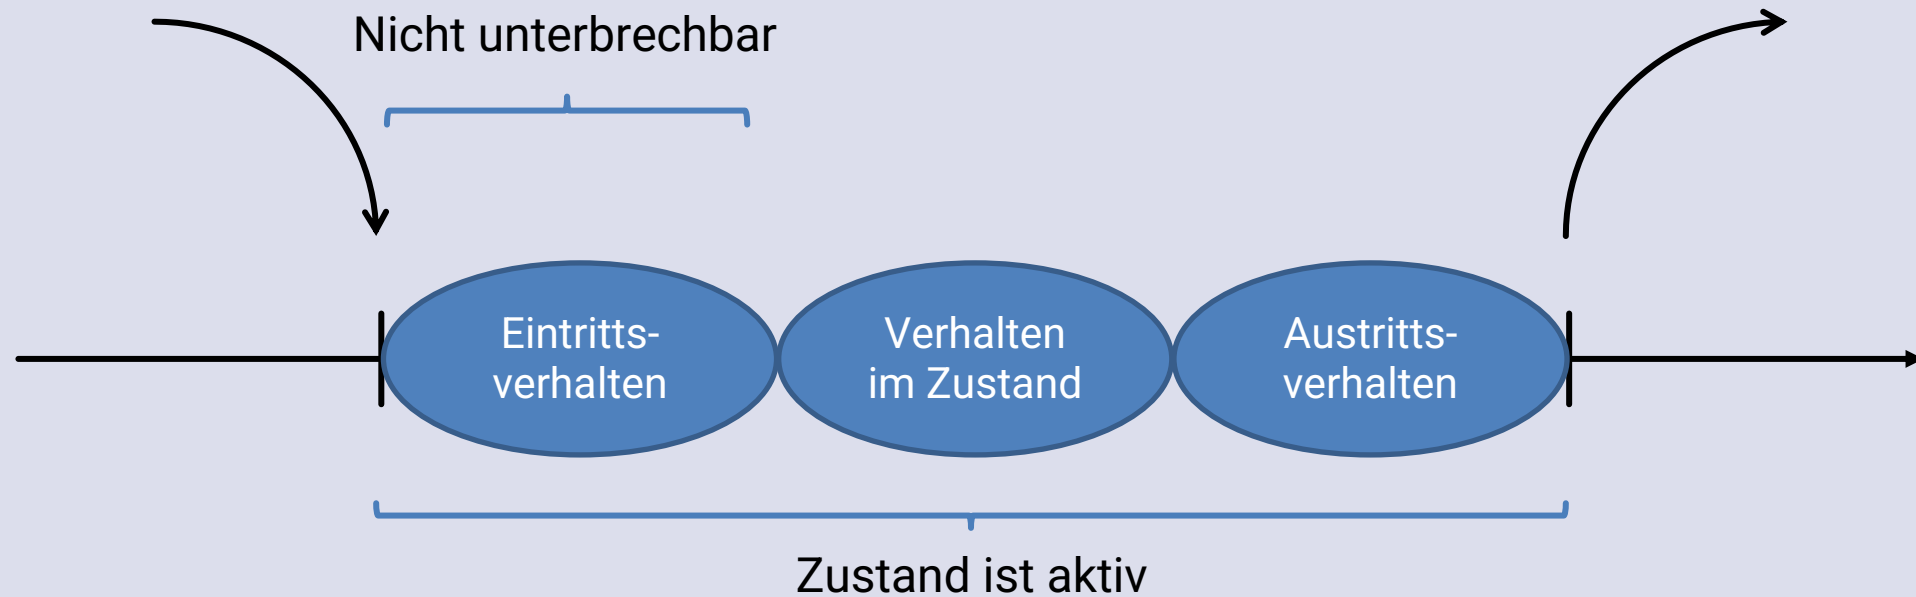 Nicht unterbrechbar
Eintritts-
verhalten
Verhalten
im Zustand
Austritts-
verhalten
Zustand ist aktiv